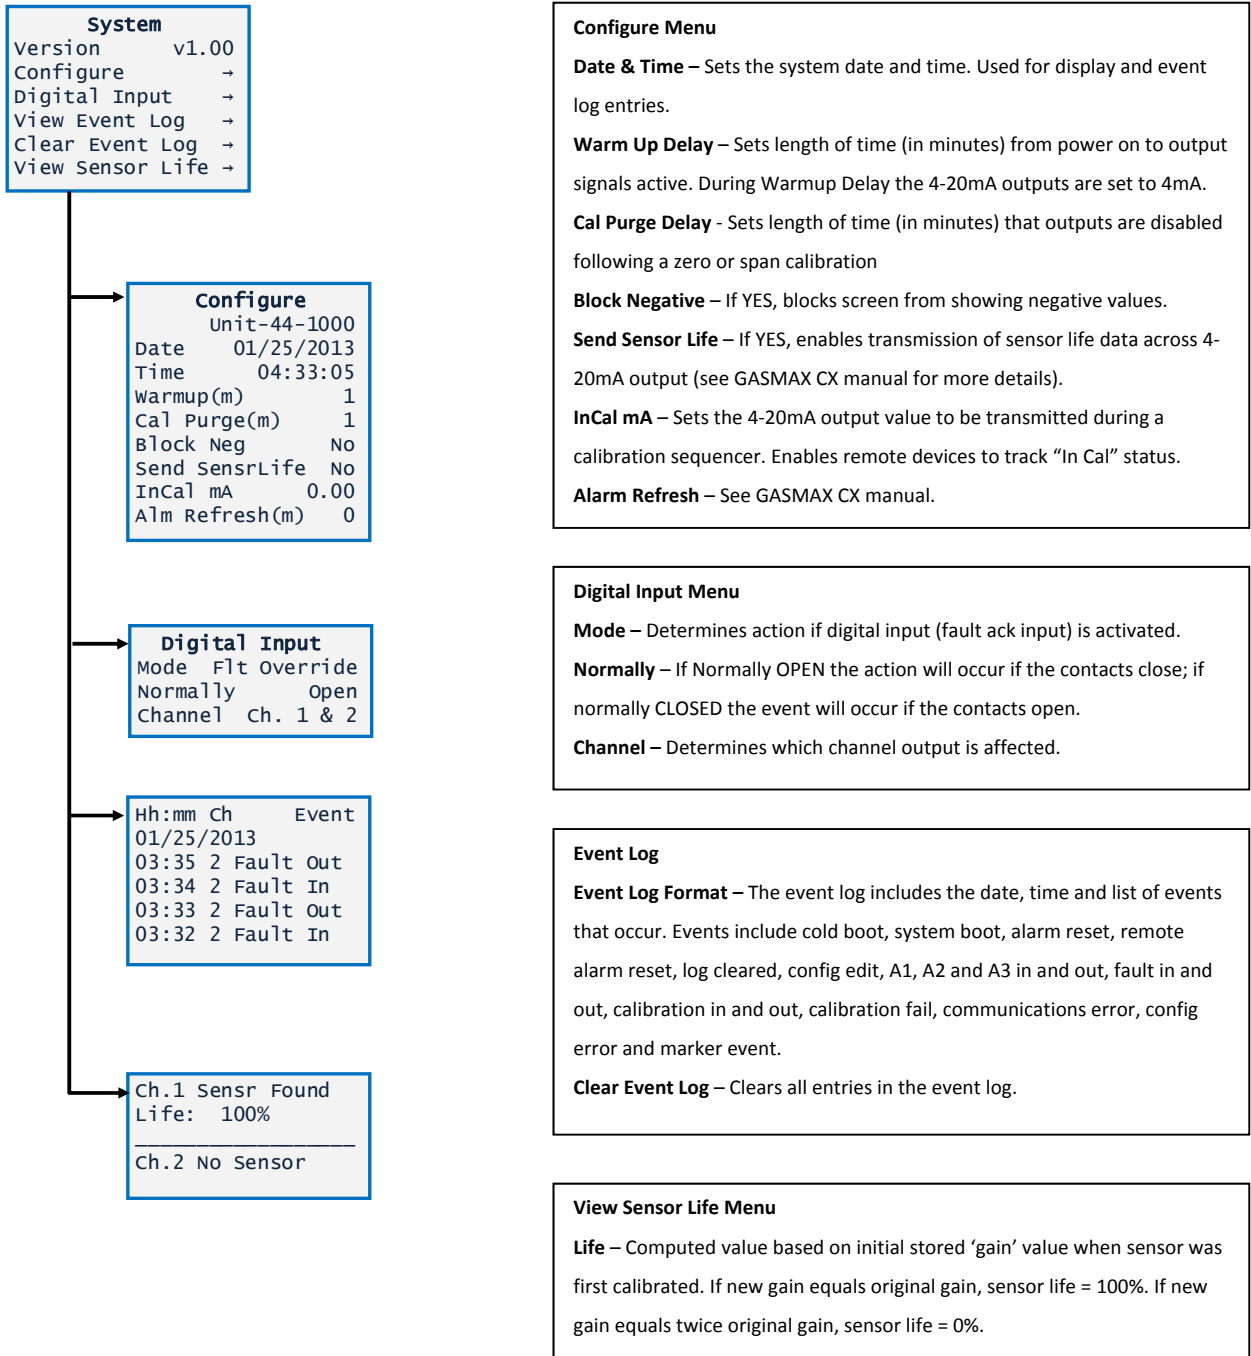 System
Version v1.00
Configure →
Digital Input →
View Event Log →
Clear Event Log →
View Sensor Life →
Configure
Unit-44-1000
Date 01/25/2013
Time 04:33:05
Warmup(m) 1
Cal Purge(m) 1
Block Neg No
Send SensrLife No
InCal mA 0.00
Alm Refresh(m) 0
Digital Input
Mode Flt Override
Normally Open
Channel Ch. 1 & 2
Hh:mm Ch Event
01/25/2013
03:35 2 Fault Out
03:34 2 Fault In
03:33 2 Fault Out
03:32 2 Fault In
Ch.1 Sensr Found
Life: 100%
Ch.2 No Sensor
Configure Menu
Date & Time – Sets the system date and time. Used for display and event
log entries.
Warm Up Delay – Sets length of time (in minutes) from power on to output
signals active. During Warmup Delay the 4-20mA outputs are set to 4mA.
Cal Purge Delay - Sets length of time (in minutes) that outputs are disabled
following a zero or span calibration
Block Negative – If YES, blocks screen from showing negative values.
Send Sensor Life – If YES, enables transmission of sensor life data across 4-
20mA output (see GASMAX CX manual for more details).
InCal mA – Sets the 4-20mA output value to be transmitted during a
calibration sequencer. Enables remote devices to track “In Cal” status.
Alarm Refresh – See GASMAX CX manual.
Digital Input Menu
Mode – Determines action if digital input (fault ack input) is activated.
Normally – If Normally OPEN the action will occur if the contacts close; if
normally CLOSED the event will occur if the contacts open.
Channel – Determines which channel output is affected.
Event Log
Event Log Format – The event log includes the date, time and list of events
that occur. Events include cold boot, system boot, alarm reset, remote
alarm reset, log cleared, config edit, A1, A2 and A3 in and out, fault in and
out, calibration in and out, calibration fail, communications error, config
error and marker event.
Clear Event Log – Clears all entries in the event log.
View Sensor Life Menu
Life – Computed value based on initial stored ‘gain’ value when sensor was
first calibrated. If new gain equals original gain, sensor life = 100%. If new
gain equals twice original gain, sensor life = 0%.